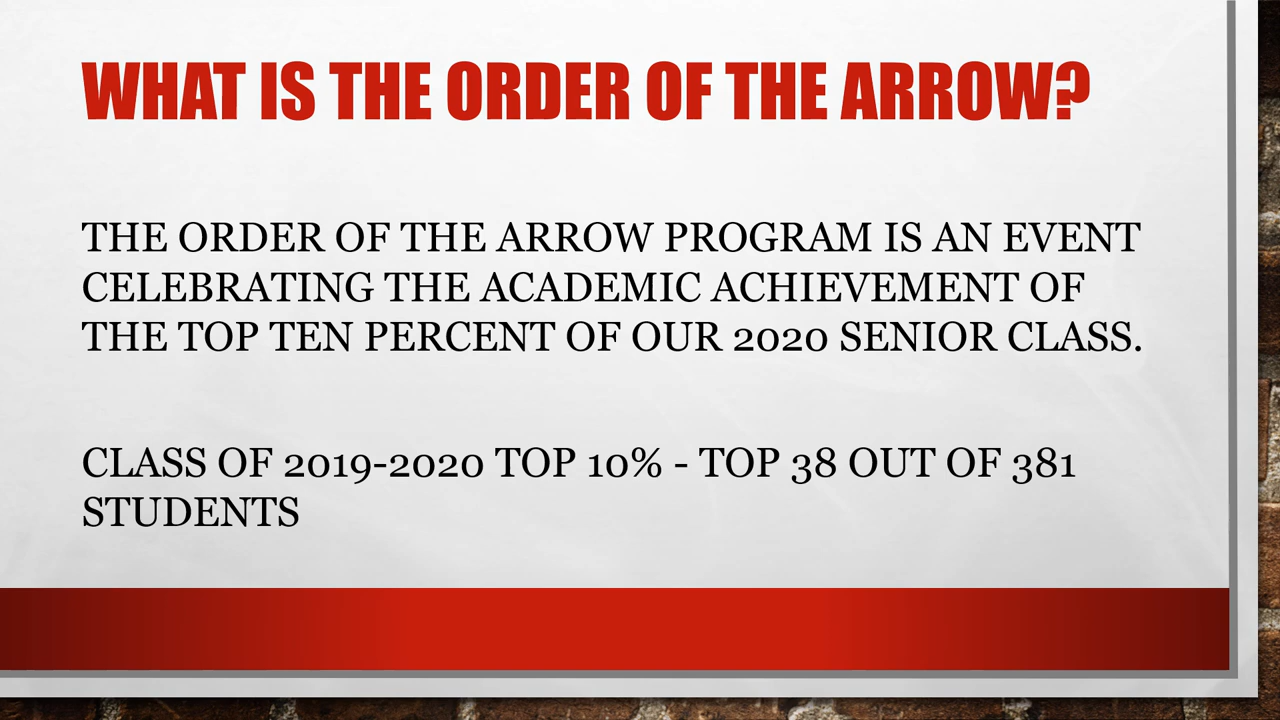 WHAT IS THE ORDER OF THE ARROW?
THE ORDER OF THE ARROW PROGRAM IS AN EVENT
CELEBRATING THE ACADEMIC ACHIEVEMENT OF
THE TOP TEN PERCENT OF OUR 2020 SENIOR CLASS.
CLASS OF 2019-2020 TOP 10% - TOP 38 OUT OF 381
STUDENTS